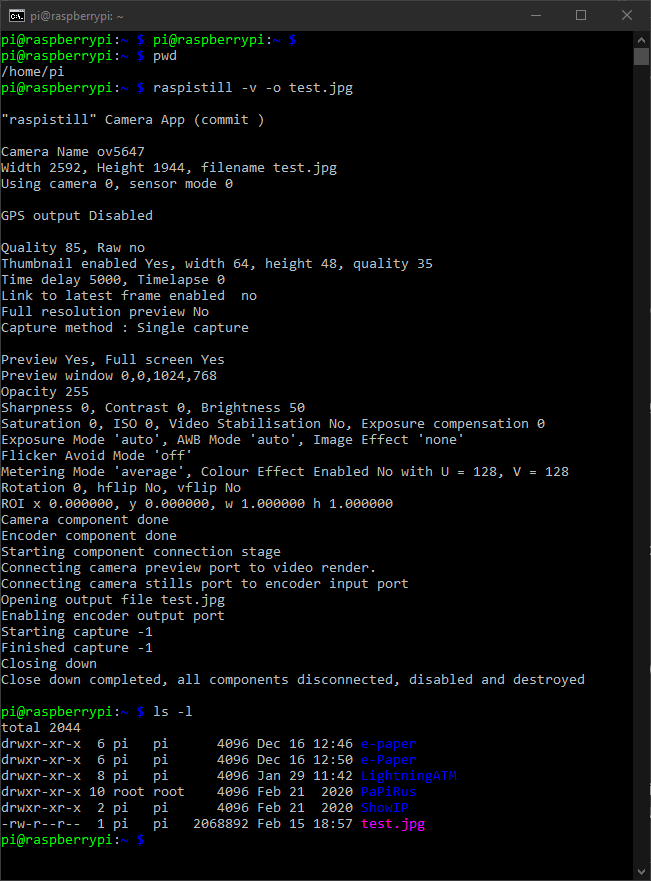 pi@raspberrypi: ~
pi@raspberrypi:~ $ pi@raspberrypi:~ $
pi@raspberrypi:~ $ pwd
/home/pi
pi@raspberrypi:~ $ raspistill -v -o test.jpg
"raspistill" Camera App (commit )
Camera Name ov5647
Width 2592, Height 1944, filename test.jpg
Using camera 0, sensor mode 0
GPS output Disabled
Quality 85, Raw no
Thumbnail enabled Yes, width 64, height 48, quality 35
Time delay 5000, Timelapse 0
Link to latest frame enabled  no
Full resolution preview No
Capture method : Single capture
Preview Yes, Full screen Yes
Preview window 0,0,1024,768
Opacity 255
Sharpness 0, Contrast 0, Brightness 50
Saturation 0, ISO 0, Video Stabilisation No, Exposure compensation 0
Exposure Mode 'auto', AWB Mode 'auto', Image Effect 'none'
Flicker Avoid Mode 'off'
Metering Mode 'average', Colour Effect Enabled No with U = 128, V = 128
Rotation 0, hflip No, vflip No
ROI x 0.000000, y 0.000000, w 1.000000 h 1.000000
Camera component done
Encoder component done
Starting component connection stage
Connecting camera preview port to video render.
Connecting camera stills port to encoder input port
Opening output file test.jpg
Enabling encoder output port
Starting capture -1
Finished capture -1
Closing down
Close down completed, all components disconnected, disabled and destroyed
pi@raspberrypi:~ $ ls -l
total 2044
drwxr-xr-x  6 pi   pi      4096 Dec 16 12:46 e-paper
drwxr-xr-x  6 pi   pi      4096 Dec 16 12:50 e-Paper
drwxr-xr-x  8 pi   pi      4096 Jan 29 11:42 LightningATM
drwxr-xr-x 10 root root    4096 Feb 21  2020 PaPiRus
drwxr-xr-x  2 pi   pi      4096 Feb 21  2020 ShowIP
-rw-r--r--  1 pi   pi   2068892 Feb 15 18:57 test.jpg
pi@raspberrypi:~ $